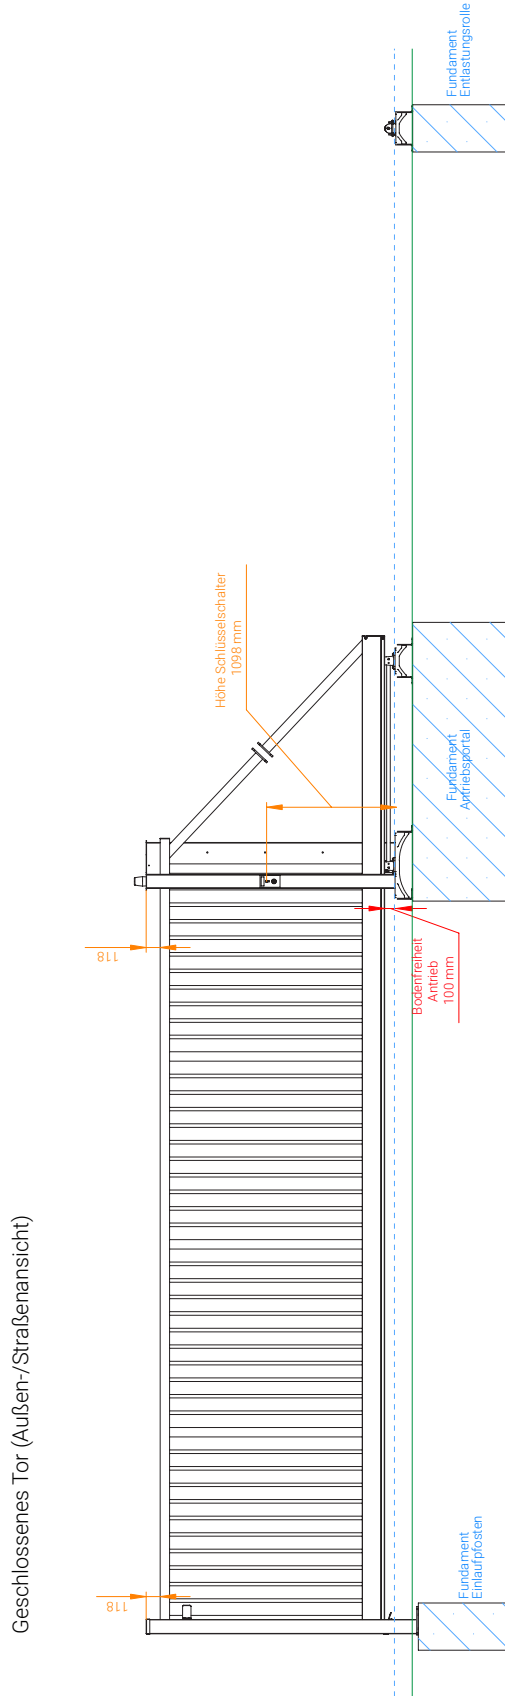 Geschlossenes Tor (Außen-/Straßenansicht)
118
Fundament
Einlaufpfosten
118
Bodenfreiheit
Antrieb
100 mm
Höhe Schlüsselschalter
1098 mm
Fundament
Antriebsportal
Fundament
Entlastungsrolle